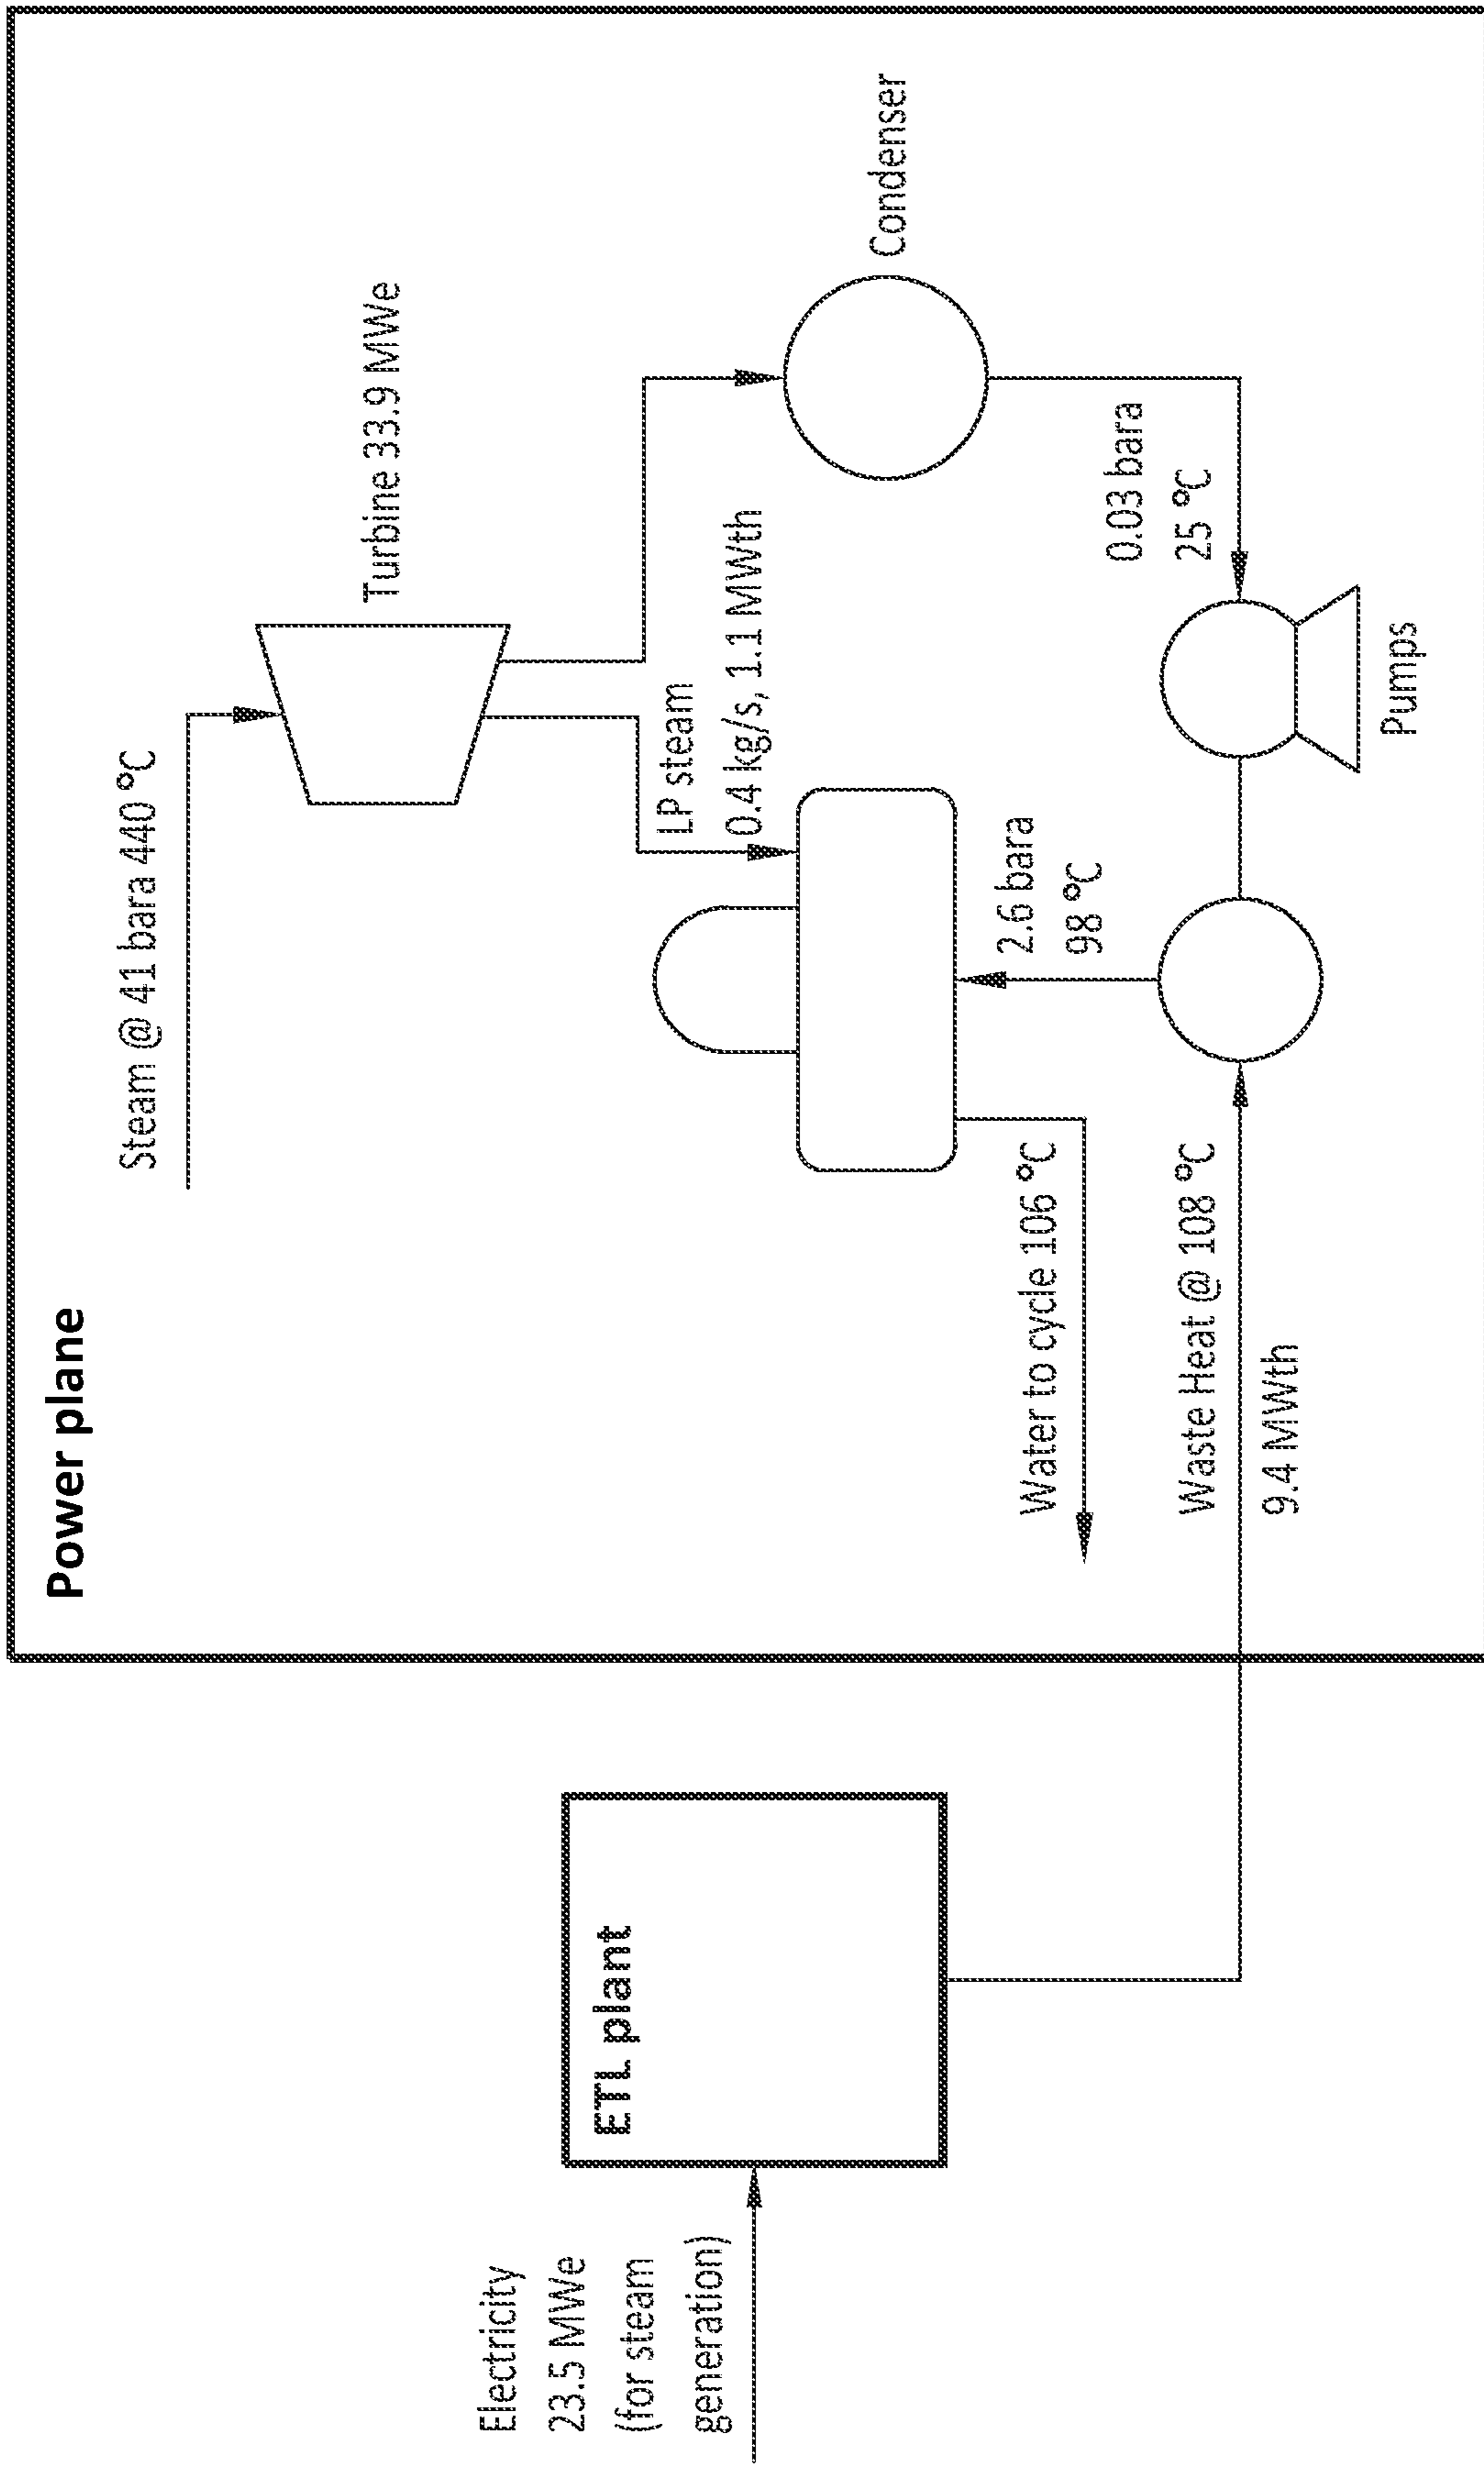 Power plane
Steam @ 41 bara 440 °C
Turbine 33.9 MWe
LP steam
0.4 kg/s, 1.1 MWth
Condenser
Electricity
23.5 MWe
(for steam
generation)
ETL plant
2.6 bara
98 °C
0.03 bara
25 °C
Water to cycle 106 °C
Waste Heat @ 108 °C
9.4 MWth
Pumps